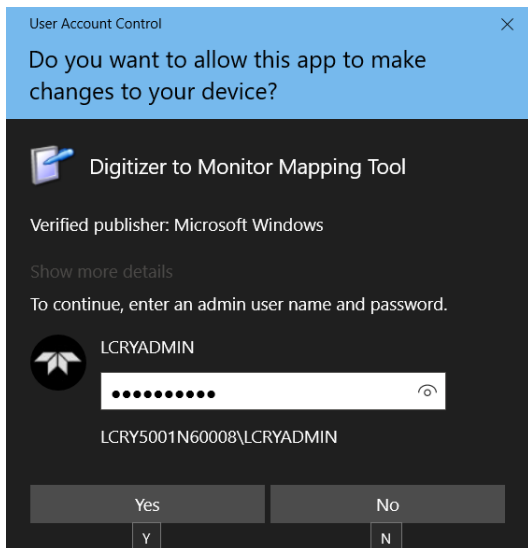 User Account Control
Do you want to allow this app to make
changes to your device?
Digitizer to Monitor Mapping Tool
Verified publisher: Microsoft Windows
Show more details
To continue, enter an admin user name and password.
LCRYADMIN
●●●●●●●●●●
LCRY5001N60008\LCRYADMIN
Yes No
Y N